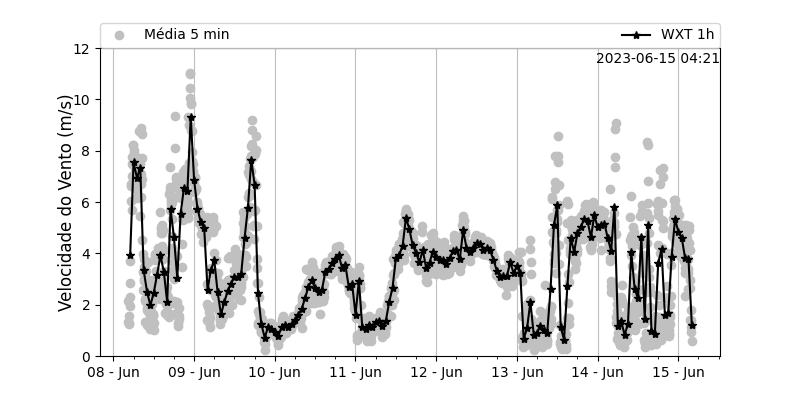 Média 5 min
WXT 1h
2023-06-15 04:21
Velocidade do Vento (m/s)
12
10
8
6
4
2
0
08 - Jun
09 - Jun
10 - Jun
11 - Jun
12 - Jun
13 - Jun
14 - Jun
15 - Jun